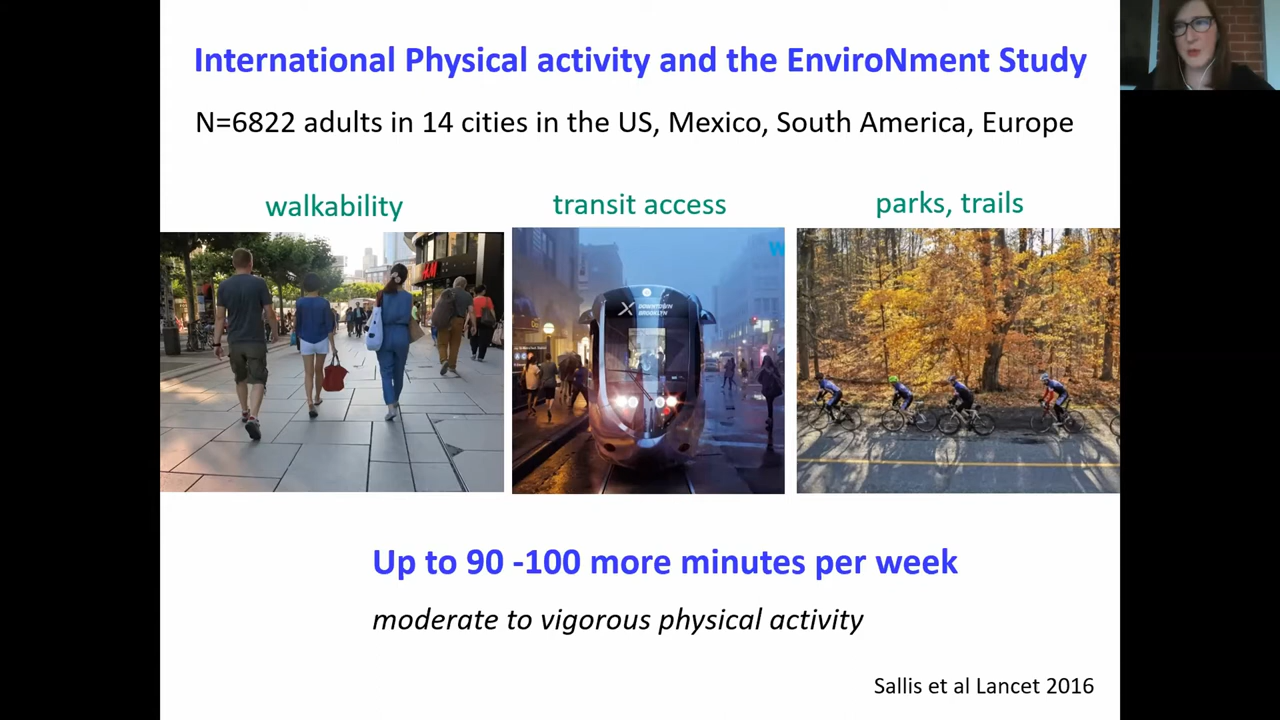 International Physical activity and the EnviroNment Study
N=6822 adults in 14 cities in the US, Mexico, South America, Europe
walkability
transit access
parks, trails
H&M
W
DOWNTOWN
BROOKLYN
Up to 90 -100 more minutes per week
moderate to vigorous physical activity
Sallis et al Lancet 2016